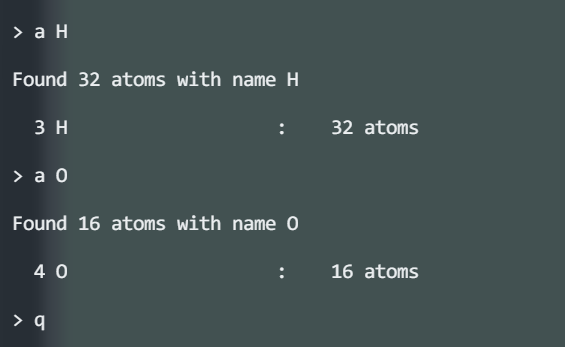 > a H
Found 32 atoms with name H
3 H : 32 atoms
> a O
Found 16 atoms with name O
4 O : 16 atoms
> q